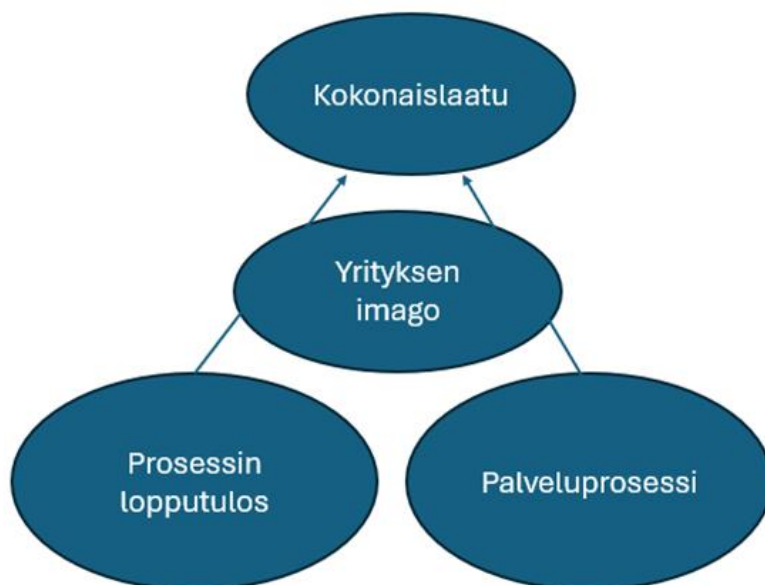 Kokonaislaatu
Yrityksen
imago
Prosessin
lopputulos
Palveluprosessi